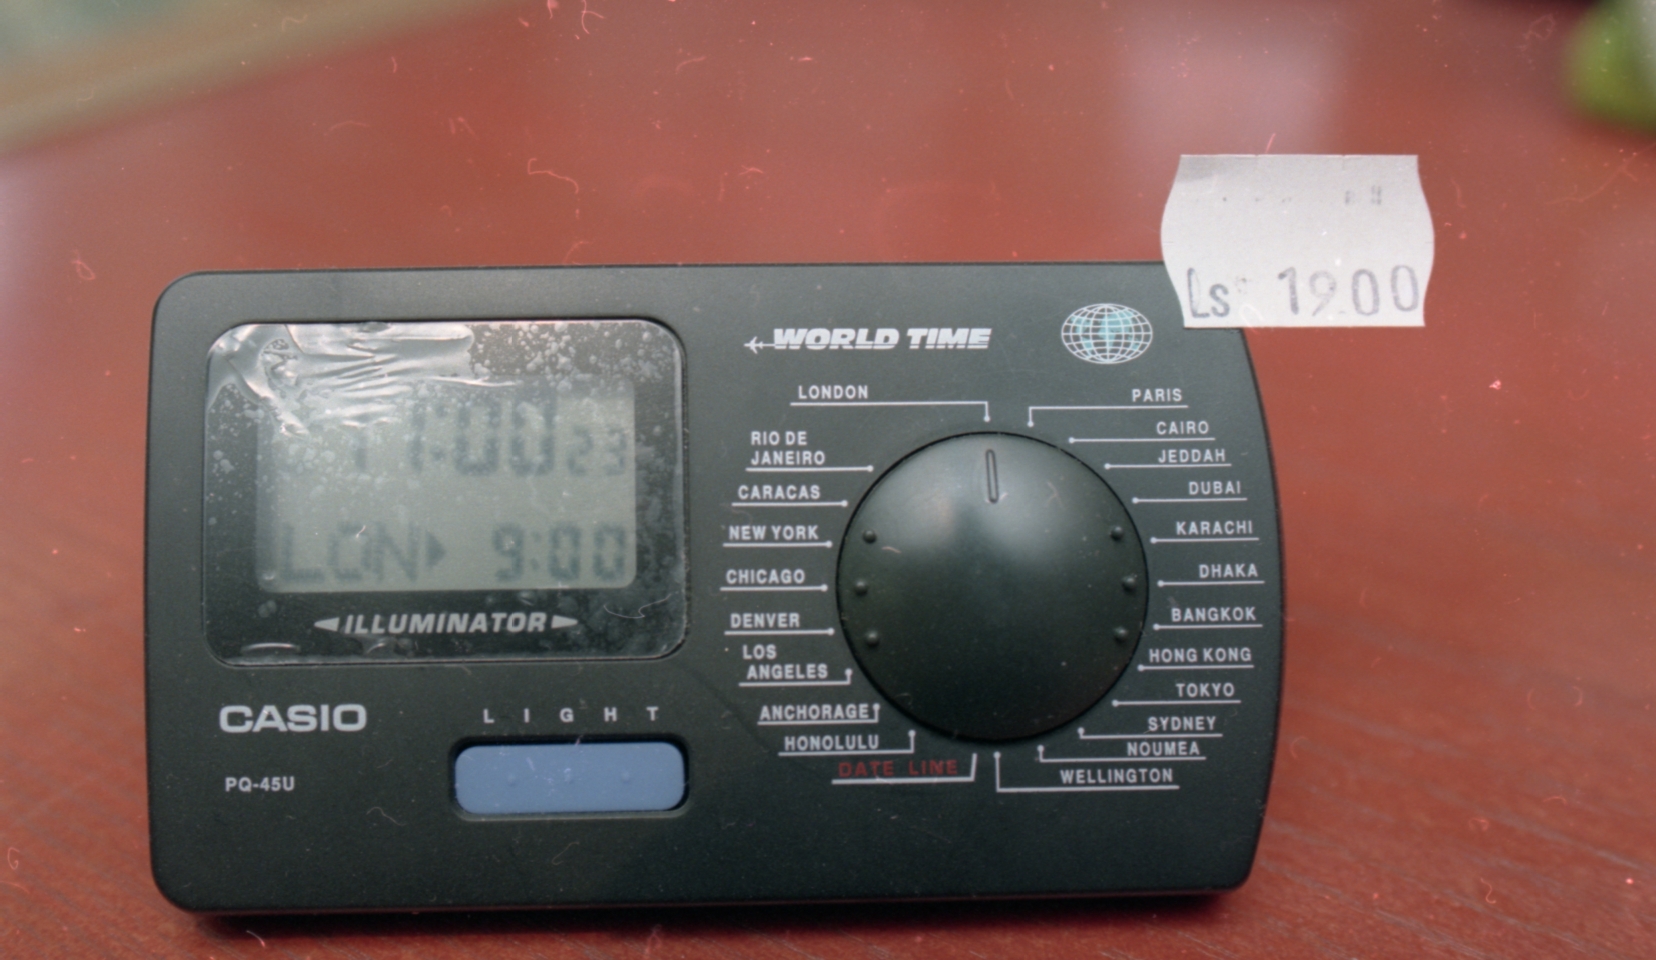 Ls 19.00
WORLD TIME
11:00 23
LON 9:00
ILLUMINATOR
CASIO
LIGHT
PQ-45U
LONDON
RIO DE
JANEIRO
CARACAS
NEW YORK
CHICAGO
DENVER
LOS
ANGELES
ANCHORAGE
HONOLULU
DATE LINE
PARIS
CAIRO
JEDDAH
DUBAI
KARACHI
DHAKA
BANGKOK
HONG KONG
TOKYO
SYDNEY
NOUMEA
WELLINGTON